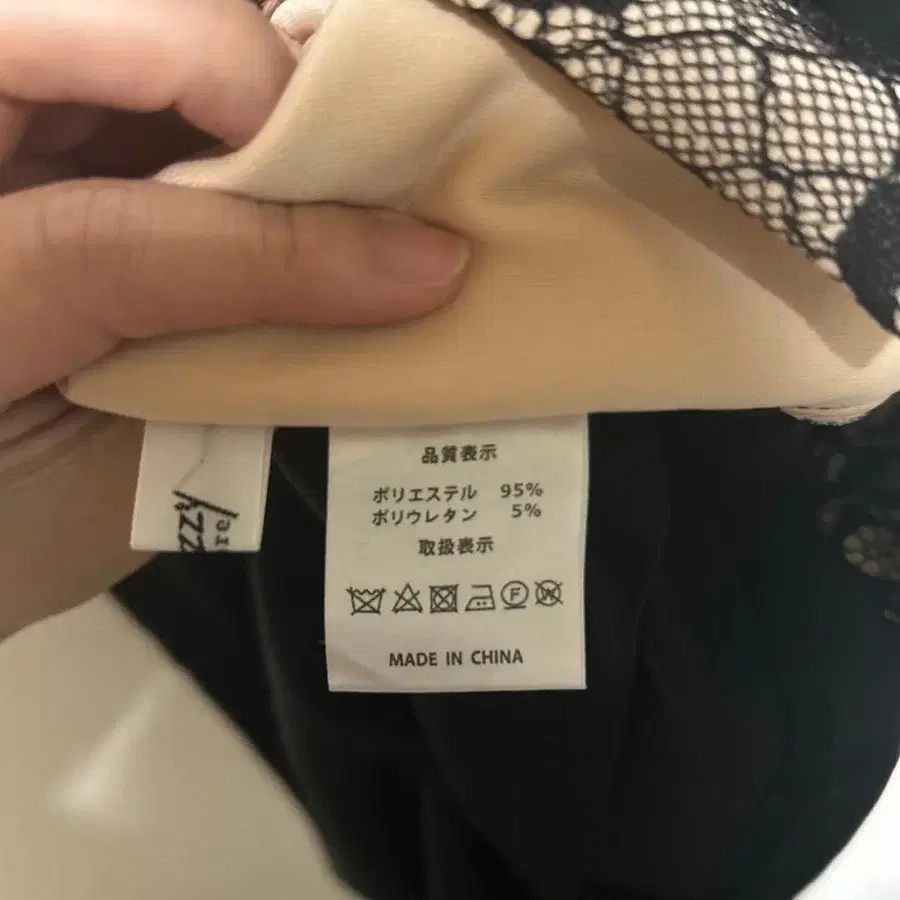 品質表示
ポリエステル 95%
ポリウレタン 5%
取扱表示
F W
MADE IN CHINA